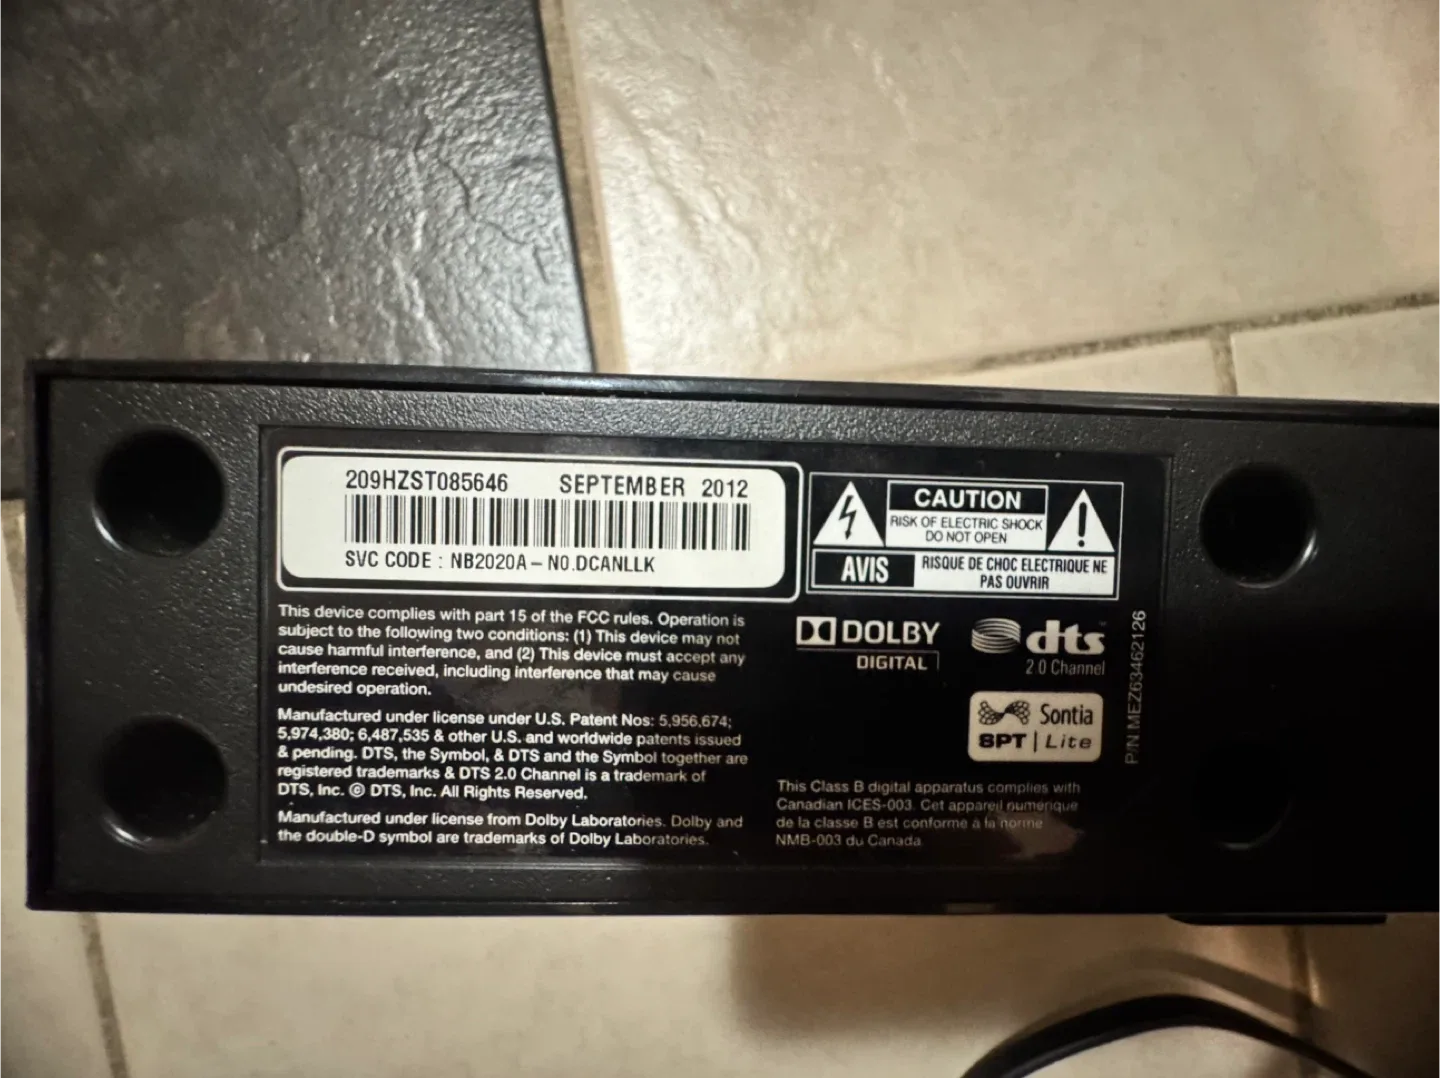 209HZST085646 SEPTEMBER 2012
SVC CODE : NB2020A – N0.DCANLLK
CAUTION
RISK OF ELECTRIC SHOCK
DO NOT OPEN
AVIS RISQUE DE CHOC ELECTRIQUE NE
PAS OUVRIR
This device complies with part 15 of the FCC rules. Operation is
subject to the following two conditions: (1) This device may not
cause harmful interference, and (2) This device must accept any
interference received, including interference that may cause
undesired operation.
Manufactured under license under U.S. Patent Nos: 5,956,674;
5,974,380; 6,487,535 & other U.S. and worldwide patents issued
& pending. DTS, the Symbol, & DTS and the Symbol together are
registered trademarks & DTS 2.0 Channel is a trademark of
DTS, Inc. © DTS, Inc. All Rights Reserved.
Manufactured under license from Dolby Laboratories. Dolby and
the double-D symbol are trademarks of Dolby Laboratories.
DOLBY
DIGITAL
dts
2.0 Channel
Sontia
SPT | Lite
This Class B digital apparatus complies with
Canadian ICES-003. Cet appareil numérique
de la classe B est conforme à la norme
NMB-003 du Canada
P/N.MEZ63462126